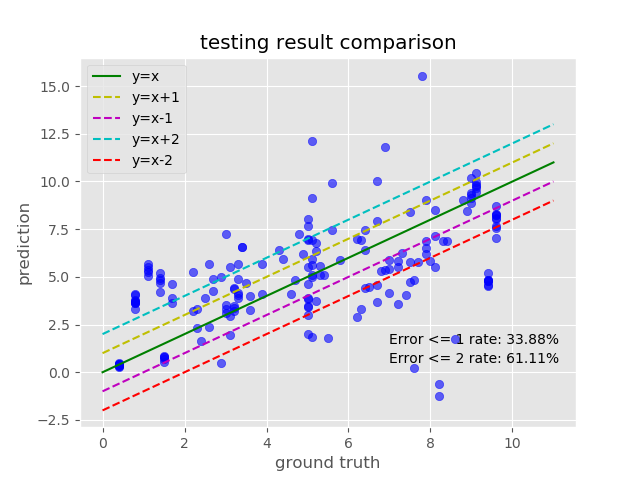 testing result comparison
y=x
y=x+1
y=x-1
y=x+2
y=x-2
15.0
12.5
10.0
7.5
5.0
2.5
0.0
−2.5
prediction
Error <= 1 rate: 33.88%
Error <= 2 rate: 61.11%
0 2 4 6 8 10
ground truth